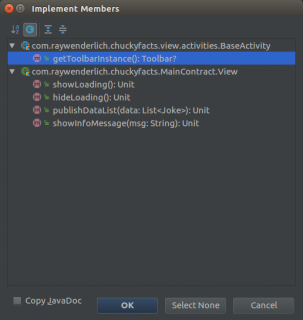 Implement Members
com.raywenderlich.chuckyfacts.view.activities.BaseActivity
getToolbarInstance(): Toolbar?
com.raywenderlich.chuckyfacts.MainContract.View
showLoading(): Unit
hideLoading(): Unit
publishDataList(data: List<Joke>): Unit
showInfoMessage(msg: String): Unit
Copy JavaDoc
OK
Select None
Cancel